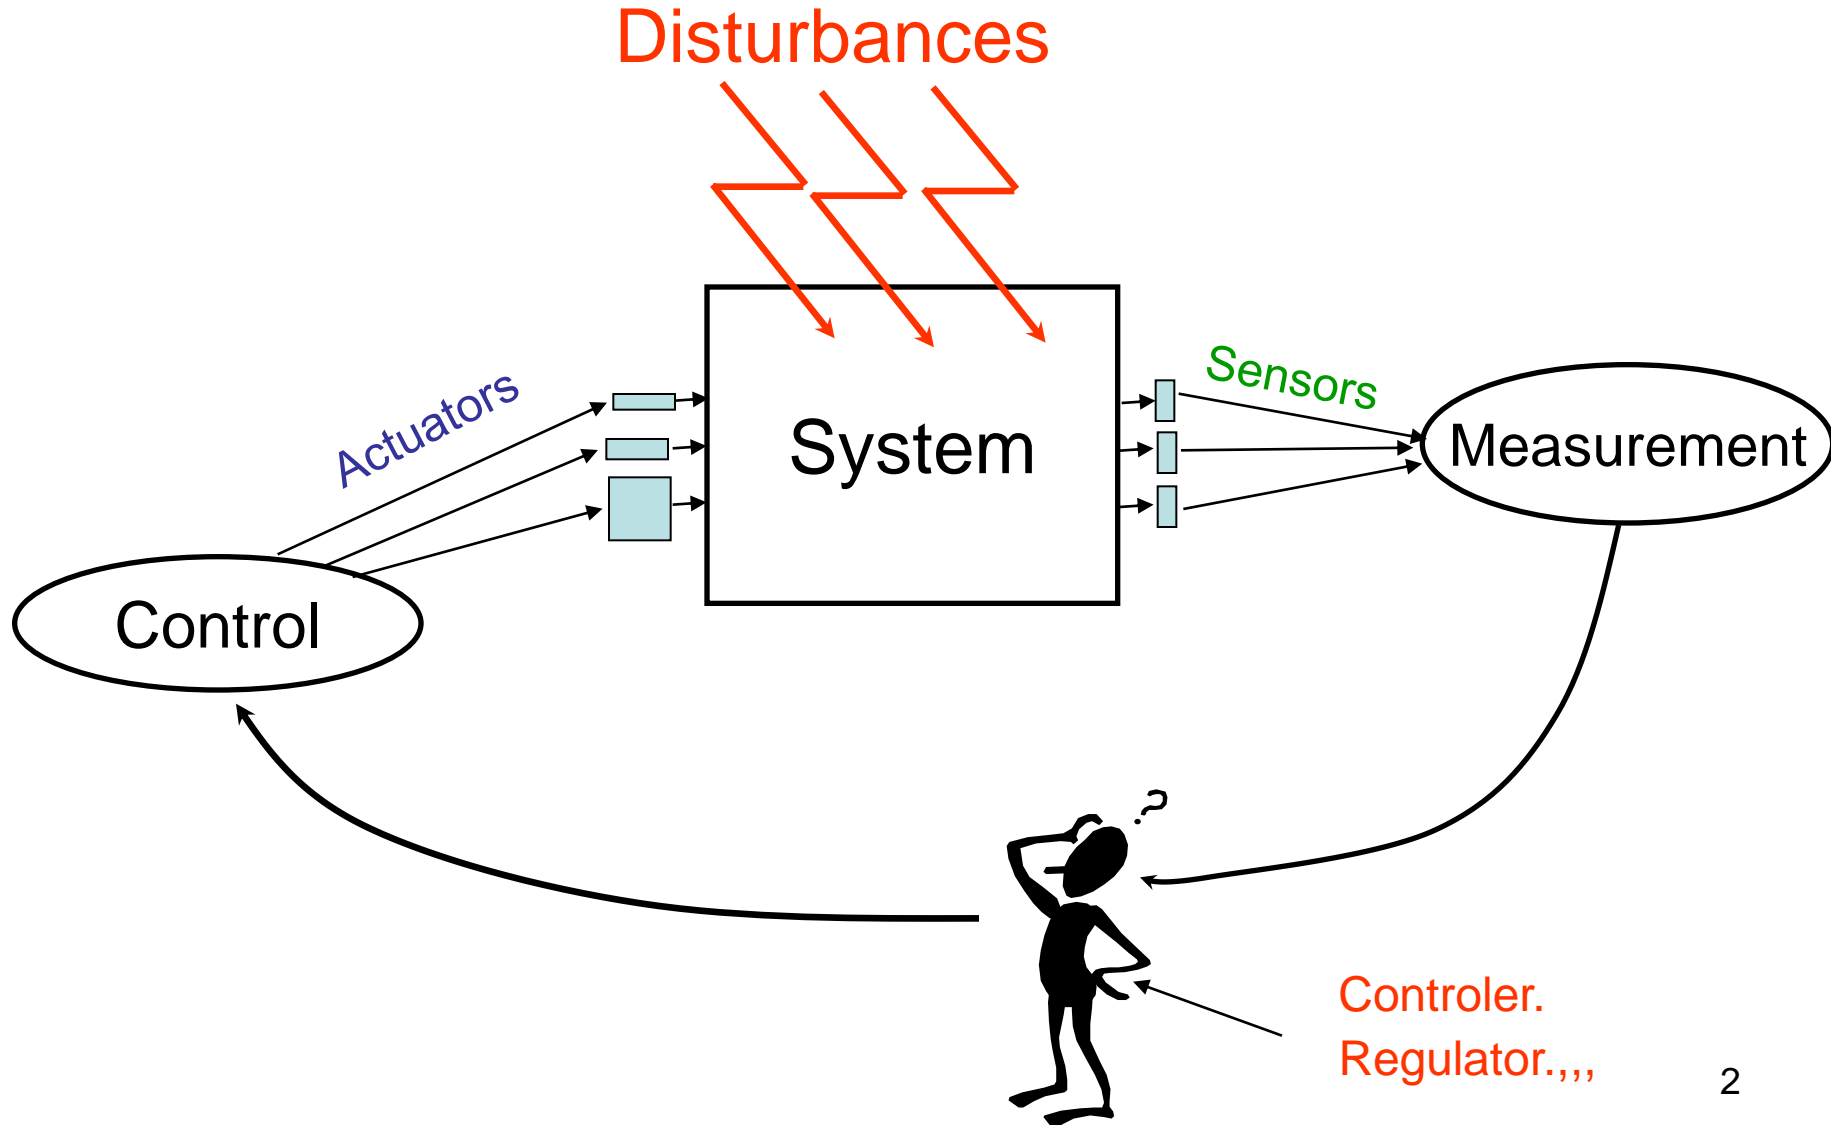 Disturbances
Actuators
System
Sensors
Measurement
Control
?
Controler.
Regulator.,,,
2